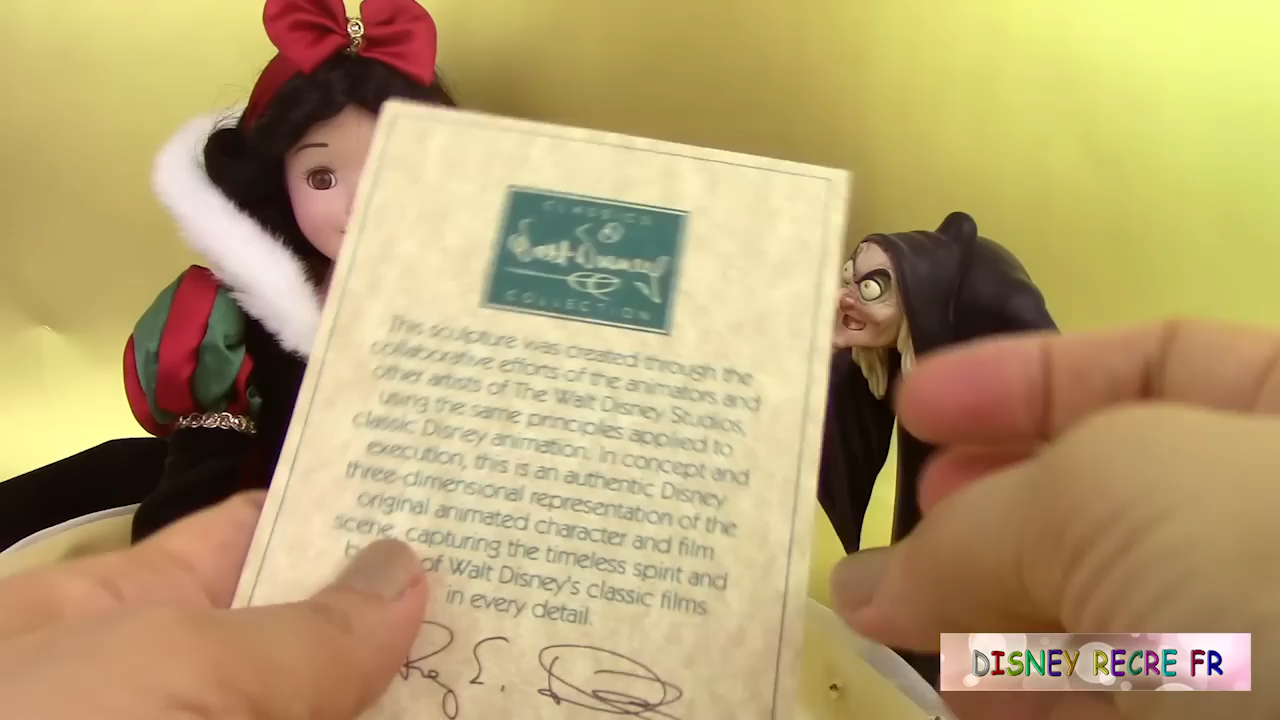 CLASSICS
Walt Disney
COLLECTION
This sculpture was created through the
collaborative efforts of the animators and
other artists of The Walt Disney Studios,
using the same principles applied to
classic Disney animation. In concept and
execution, this is an authentic Disney
three-dimensional representation of the
original animated character and film
scene, capturing the timeless spirit and
of Walt Disney's classic films
in every detail.
Roy E.
DISNEY RECRE FR